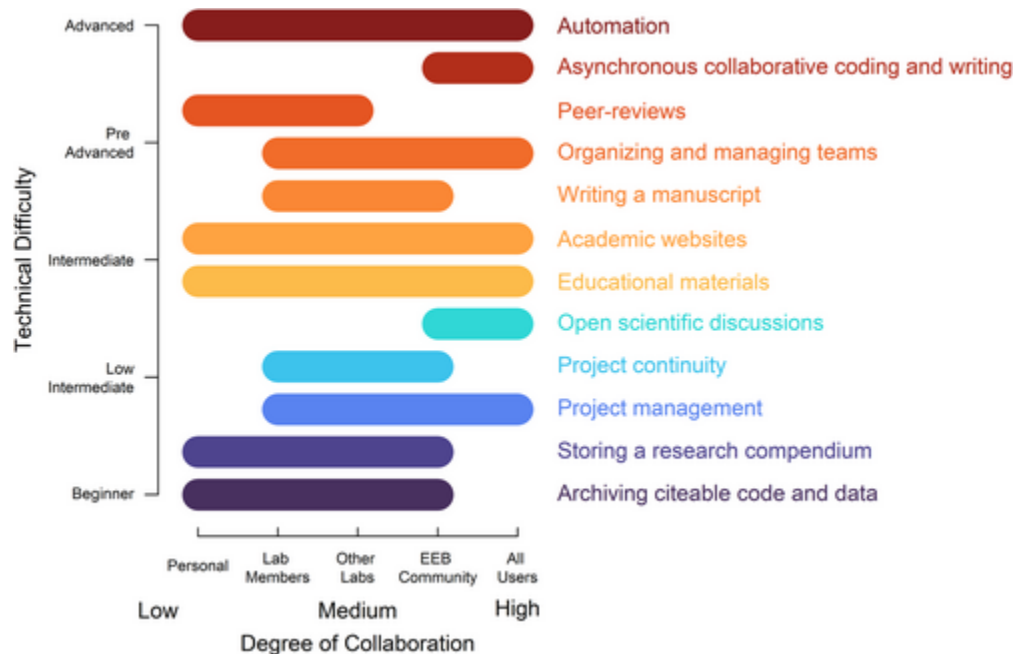 Advanced
Automation
Asynchronous collaborative coding and writing
Peer-reviews
Pre
Advanced
Organizing and managing teams
Writing a manuscript
Academic websites
Intermediate
Educational materials
Open scientific discussions
Low
Intermediate
Project continuity
Project management
Storing a research compendium
Beginner
Archiving citeable code and data
Technical Difficulty
Personal
Lab
Members
Other
Labs
EEB
Community
All
Users
Low
Medium
High
Degree of Collaboration